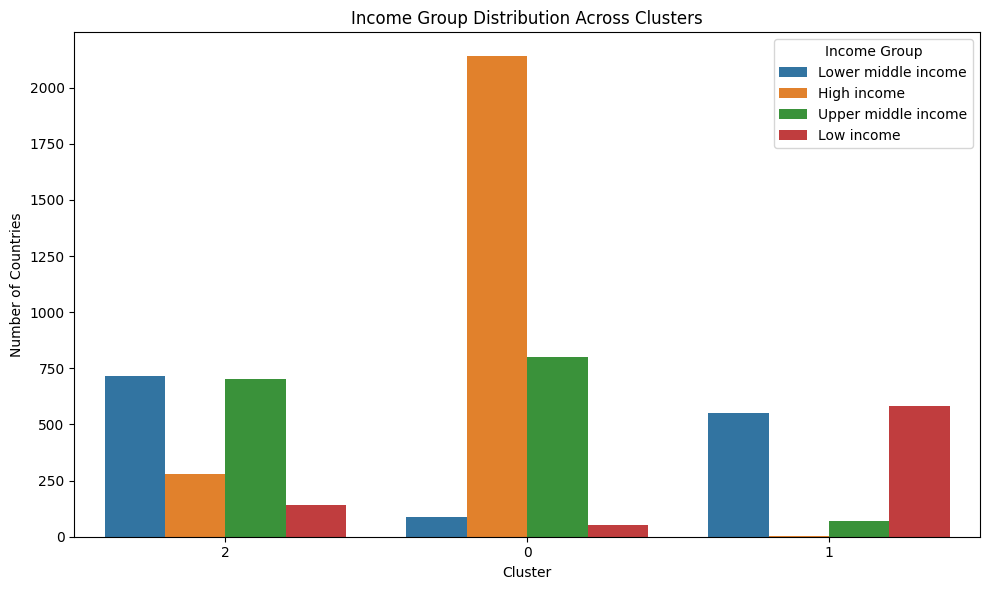 Income Group Distribution Across Clusters
Income Group
Lower middle income
High income
Upper middle income
Low income
Number of Countries
2000
1750
1500
1250
1000
750
500
250
0
2
0
1
Cluster